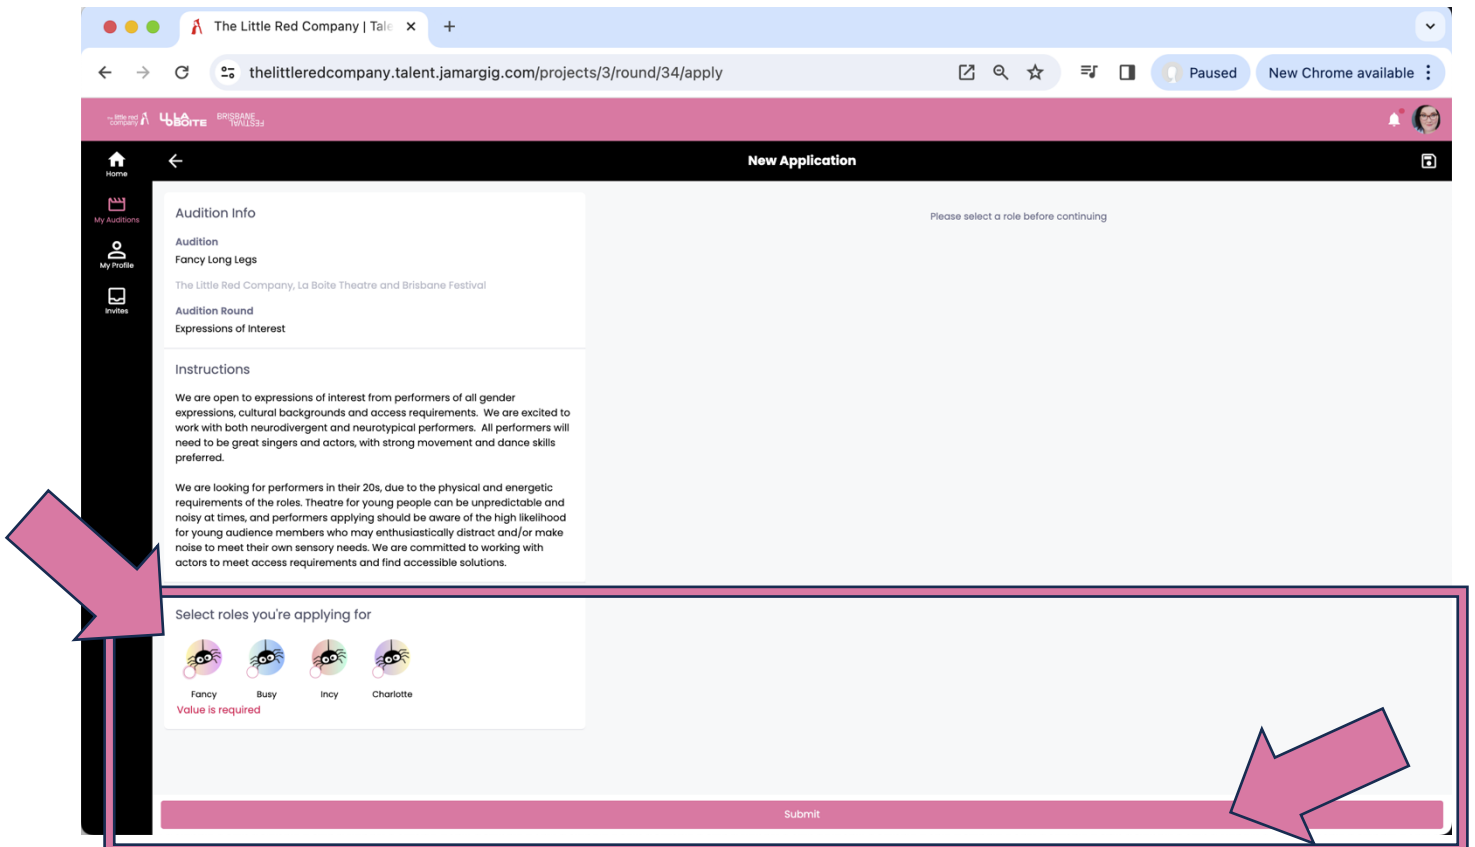 The Little Red Company | Tale
thelittleredcompany.talent.jamargig.com/projects/3/round/34/apply
Paused
New Chrome available
the little red company
LA BOITE
BRISBANE FESTIVAL
Home
New Application
My Auditions
My Profile
Invites
Audition Info
Audition
Fancy Long Legs
The Little Red Company, La Boite Theatre and Brisbane Festival
Audition Round
Expressions of Interest
Please select a role before continuing
Instructions
We are open to expressions of interest from performers of all gender
expressions, cultural backgrounds and access requirements. We are excited to
work with both neurodivergent and neurotypical performers. All performers will
need to be great singers and actors, with strong movement and dance skills
preferred.
We are looking for performers in their 20s, due to the physical and energetic
requirements of the roles. Theatre for young people can be unpredictable and
noisy at times, and performers applying should be aware of the high likelihood
for young audience members who may enthusiastically distract and/or make
noise to meet their own sensory needs. We are committed to working with
actors to meet access requirements and find accessible solutions.
Select roles you're applying for
Fancy Busy Incy Charlotte
Value is required
Submit